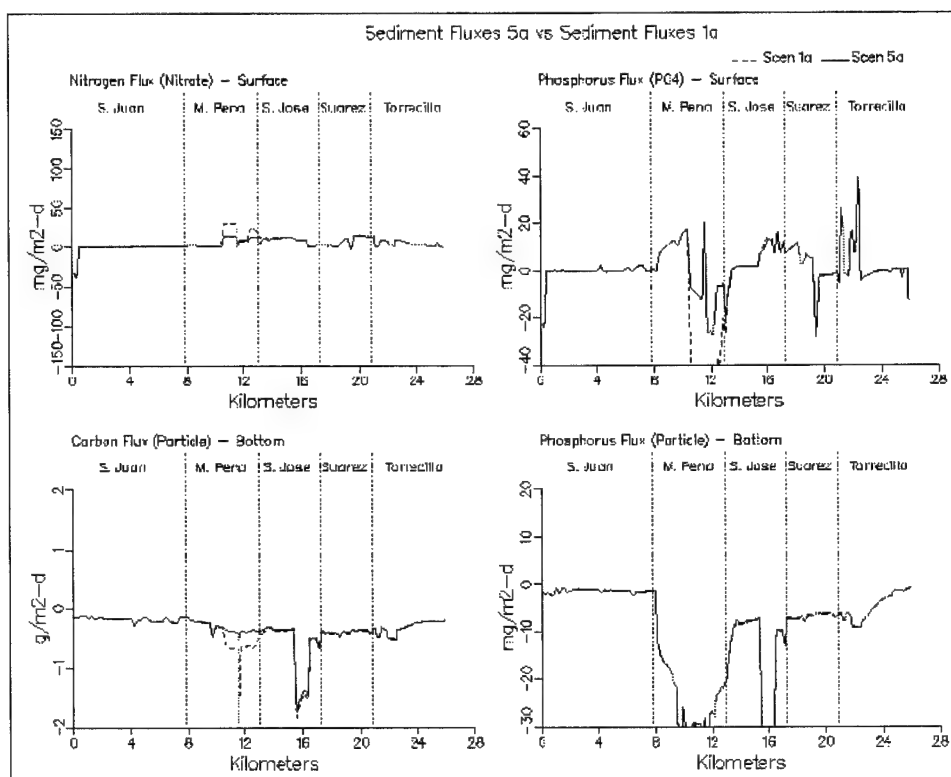 Sediment Fluxes 5a vs Sediment Fluxes 1a
Scen 1a Scen 5a
Nitrogen Flux (Nitrate) – Surface
S. Juan M. Pena S. Jose Suarez Torrecilla
150
100
50
0
-50
-100
-150
mg/m2-d
0 4 8 12 16 20 24 28
Kilometers
Phosphorus Flux (PO4) – Surface
S. Juan M. Pena S. Jose Suarez Torrecilla
60
40
20
0
-20
-40
mg/m2-d
0 4 8 12 16 20 24 28
Kilometers
Carbon Flux (Particle) – Bottom
S. Juan M. Pena S. Jose Suarez Torrecilla
2
1
0
-1
-2
g/m2-d
0 4 8 12 16 20 24 28
Kilometers
Phosphorus Flux (Particle) – Bottom
S. Juan M. Pena S. Jose Suarez Torrecilla
20
10
0
-10
-20
-30
mg/m2-d
0 4 8 12 16 20 24 28
Kilometers